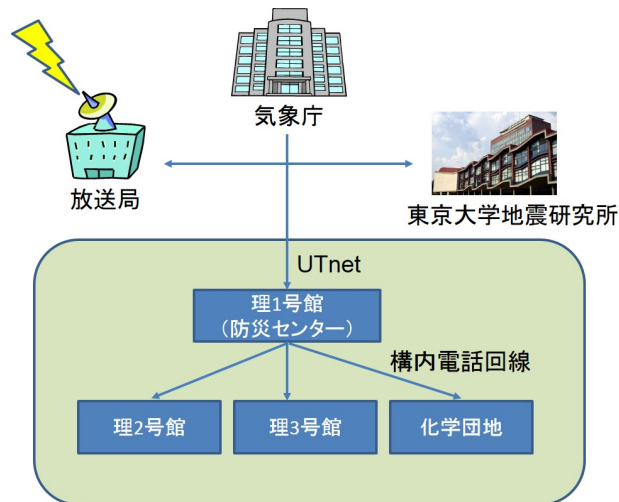 気象庁
放送局
東京大学地震研究所
UTnet
理1号館
（防災センター）
構内電話回線
理2号館
理3号館
化学団地